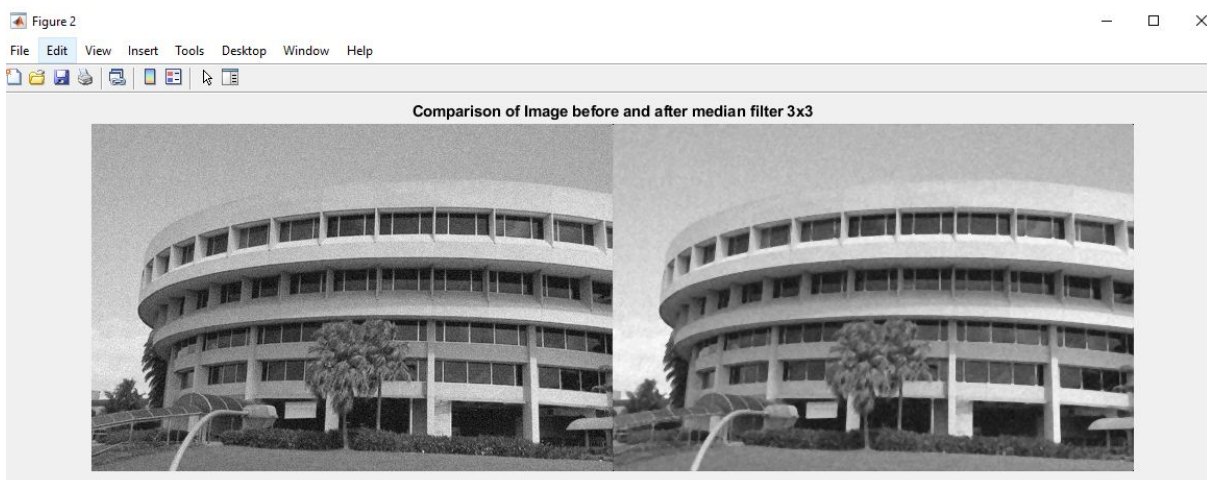 Figure 2
File Edit View Insert Tools Desktop Window Help
Comparison of Image before and after median filter 3x3